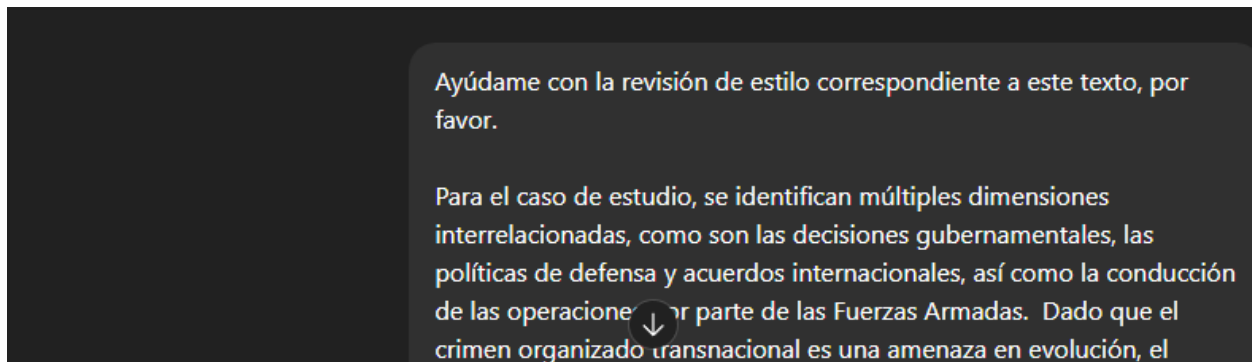 Ayúdame con la revisión de estilo correspondiente a este texto, por
favor.
Para el caso de estudio, se identifican múltiples dimensiones
interrelacionadas, como son las decisiones gubernamentales, las
políticas de defensa y acuerdos internacionales, así como la conducción
de las operaciones por parte de las Fuerzas Armadas.  Dado que el
crimen organizado transnacional es una amenaza en evolución, el